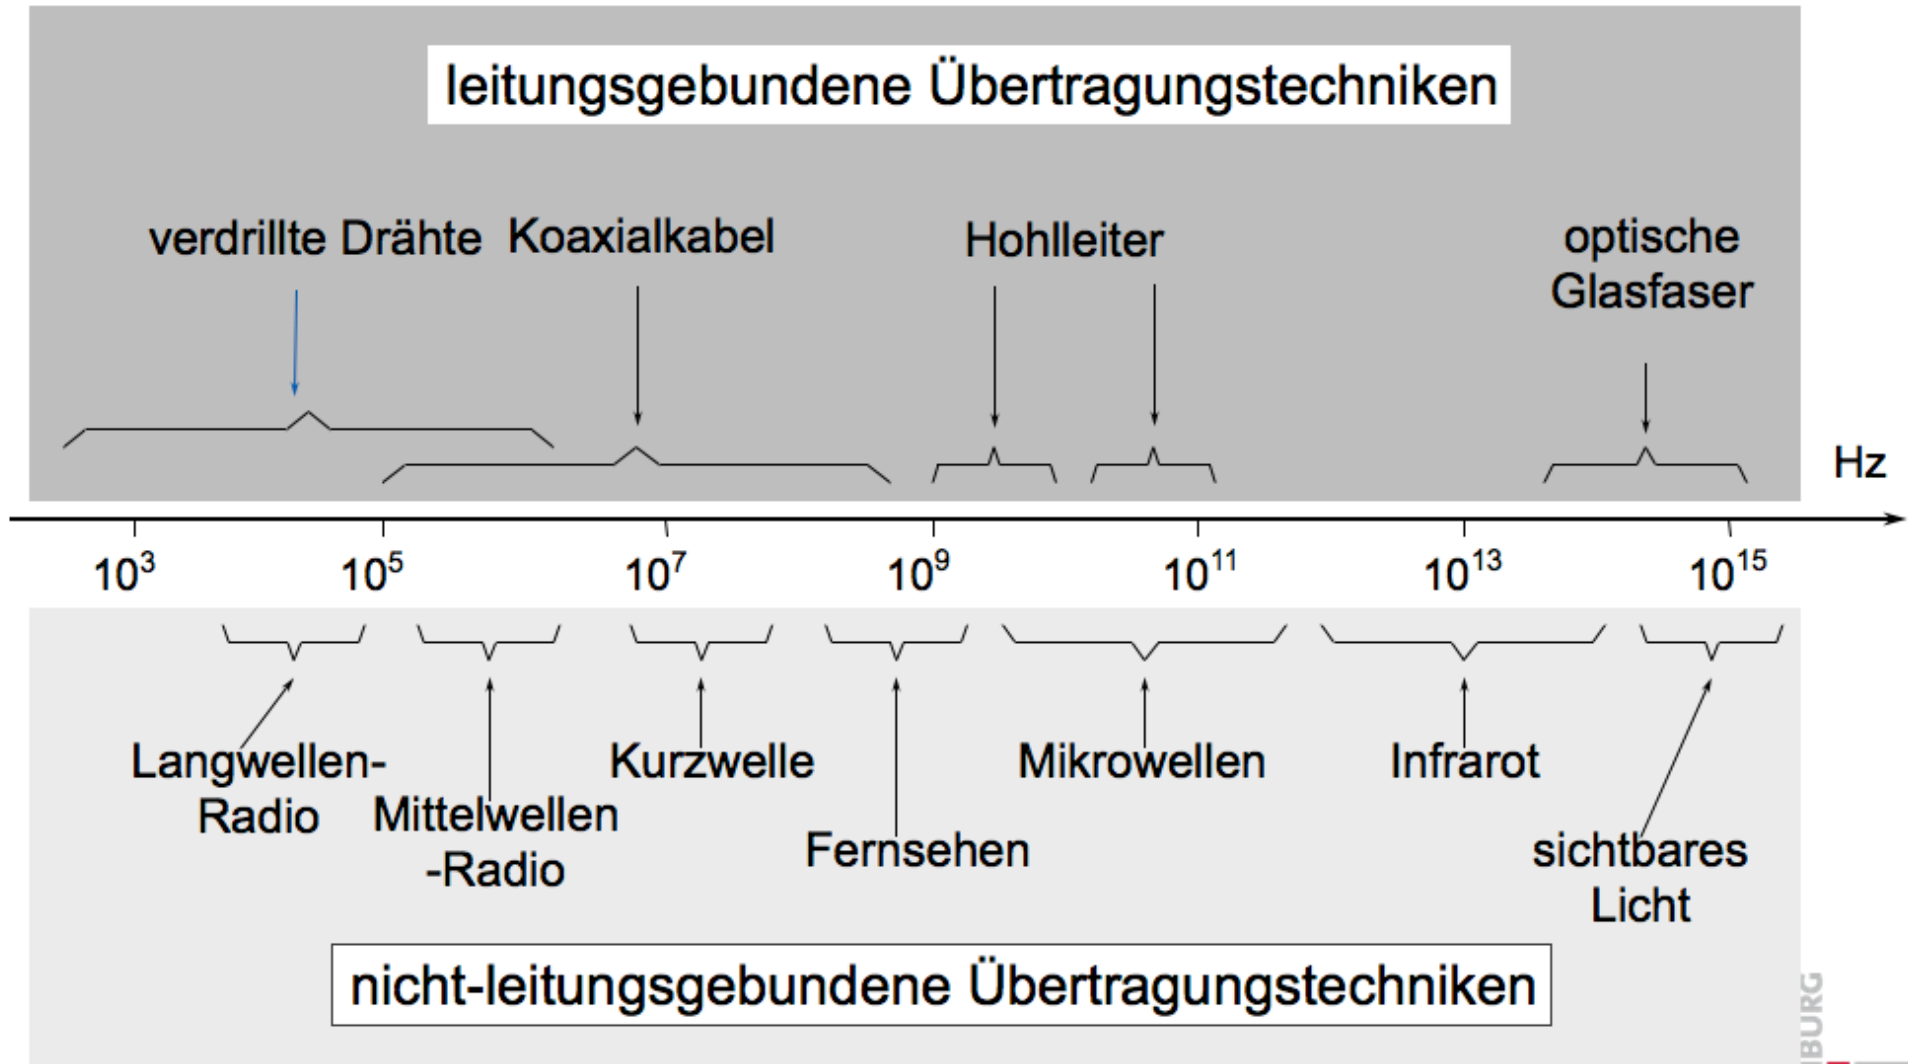 leitungsgebundene Übertragungstechniken
verdrillte Drähte Koaxialkabel Hohlleiter optische
Glasfaser
Hz
10³ 10⁵ 10⁷ 10⁹ 10¹¹ 10¹³ 10¹⁵
Langwellen- Kurzwelle Mikrowellen Infrarot
Radio Mittelwellen Fernsehen sichtbares
-Radio Licht
nicht-leitungsgebundene Übertragungstechniken
BURG